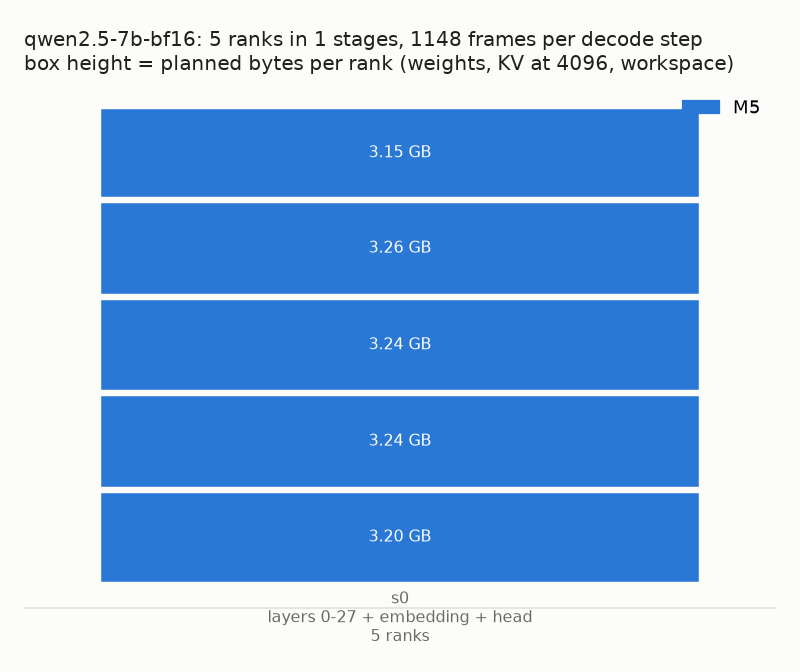 qwen2.5-7b-bf16: 5 ranks in 1 stages, 1148 frames per decode step
box height = planned bytes per rank (weights, KV at 4096, workspace)
M5
3.15 GB
3.26 GB
3.24 GB
3.24 GB
3.20 GB
s0
layers 0-27 + embedding + head
5 ranks